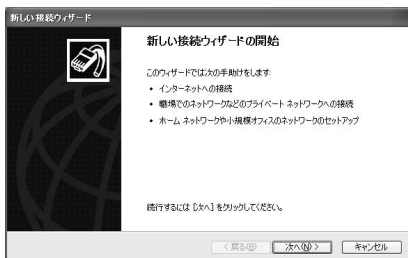 新しい接続ウィザード
新しい接続ウィザードの開始
このウィザードでは次の手助けをします:
• インターネットへの接続
• 職場でのネットワークなどのプライベート ネットワークへの接続
• ホーム ネットワークや小規模オフィスのネットワークのセットアップ
続行するには [次へ] をクリックしてください。
< 戻る(B)
次へ(N) >
キャンセル